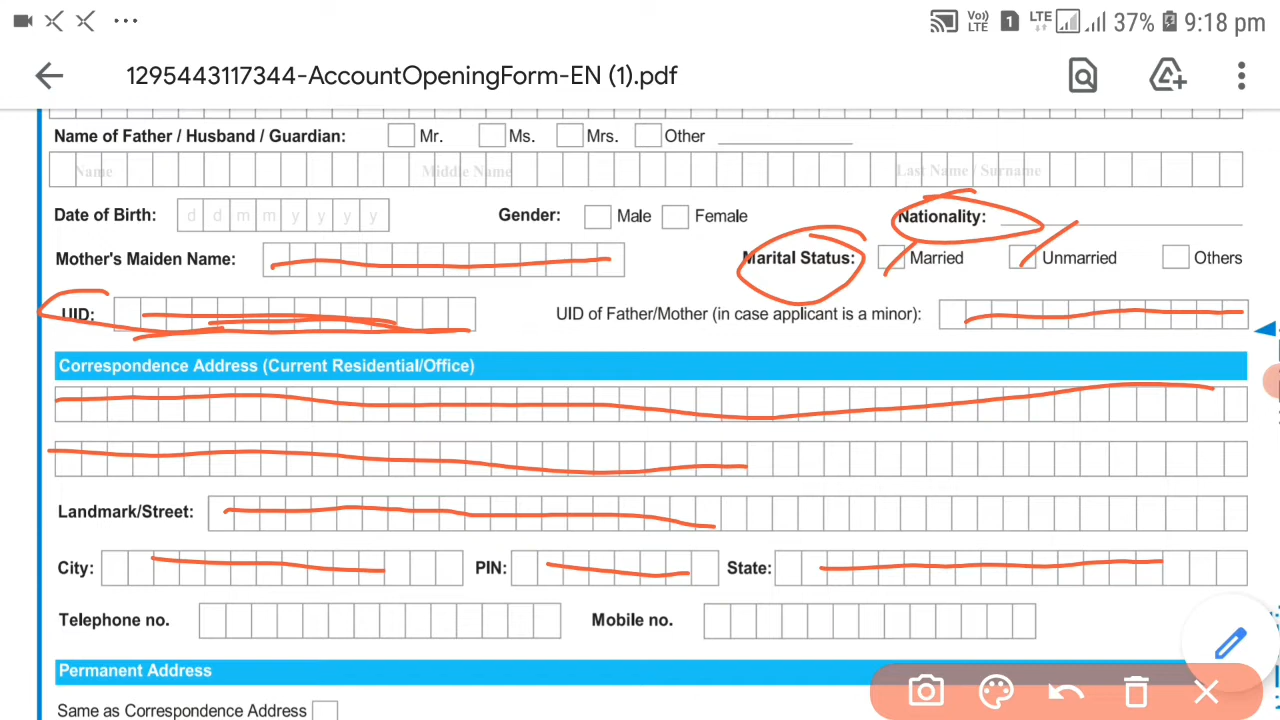 Vo)) LTE 1 LTE 37% 9:18 pm
1295443117344-AccountOpeningForm-EN (1).pdf
Name of Father / Husband / Guardian: Mr. Ms. Mrs. Other
Name Middle Name Last Name / Surname
Date of Birth: d d m m y y y y Gender: Male Female Nationality:
Mother's Maiden Name: Marital Status: Married Unmarried Others
UID: UID of Father/Mother (in case applicant is a minor):
Correspondence Address (Current Residential/Office)
Landmark/Street:
City: PIN: State:
Telephone no. Mobile no.
Permanent Address
Same as Correspondence Address